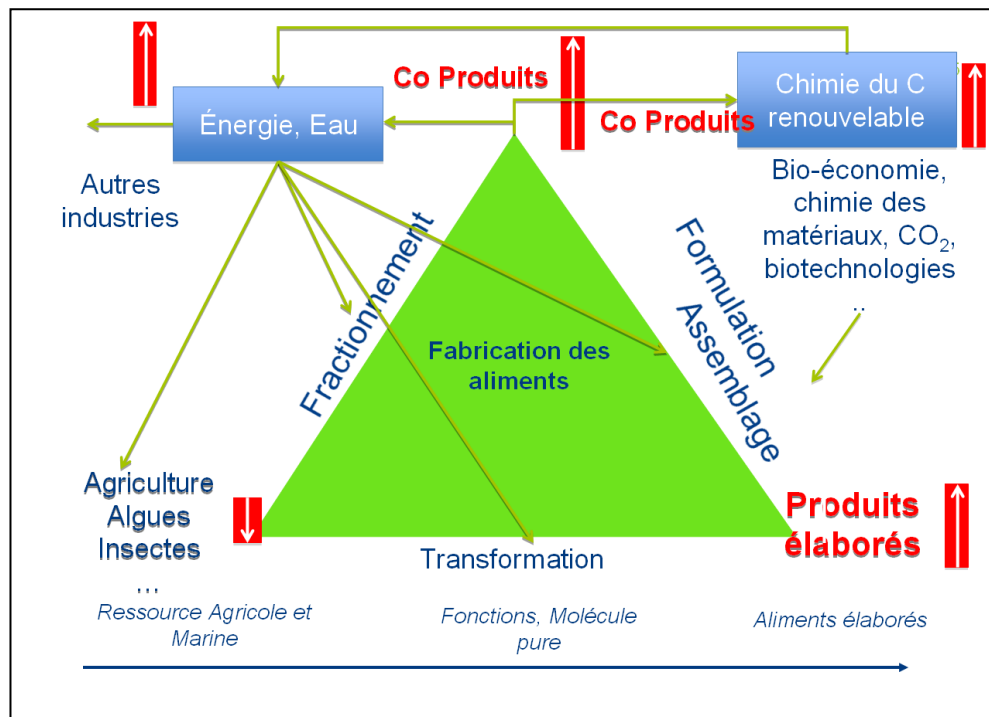 Co Produits
Chimie du C
renouvelable
Énergie, Eau
Co Produits
Autres
industries
Bio-économie,
chimie des
matériaux, CO₂,
biotechnologies
..
Fractionnement
Formulation
Assemblage
Fabrication des
aliments
Agriculture
Algues
Insectes
...
Produits
élaborés
Transformation
Ressource Agricole et
Marine
Fonctions, Molécule
pure
Aliments élaborés